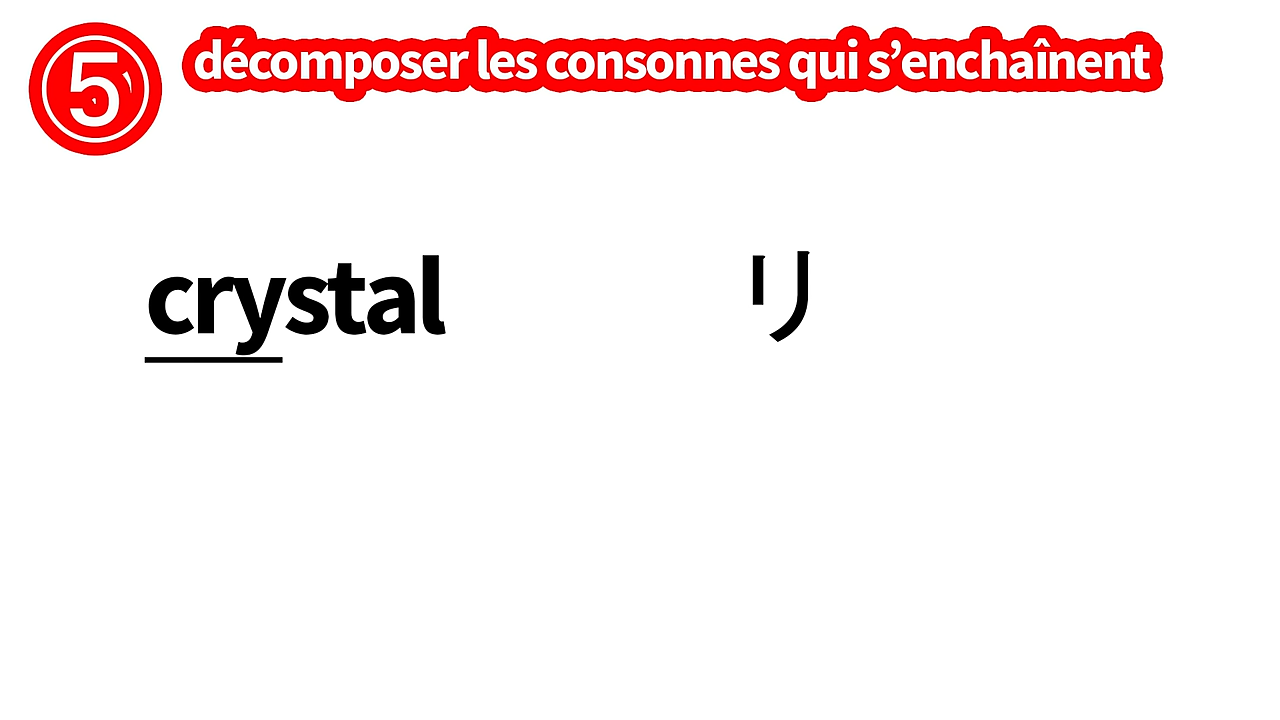 ⑤ décomposer les consonnes qui s’enchaînent
crystal リ